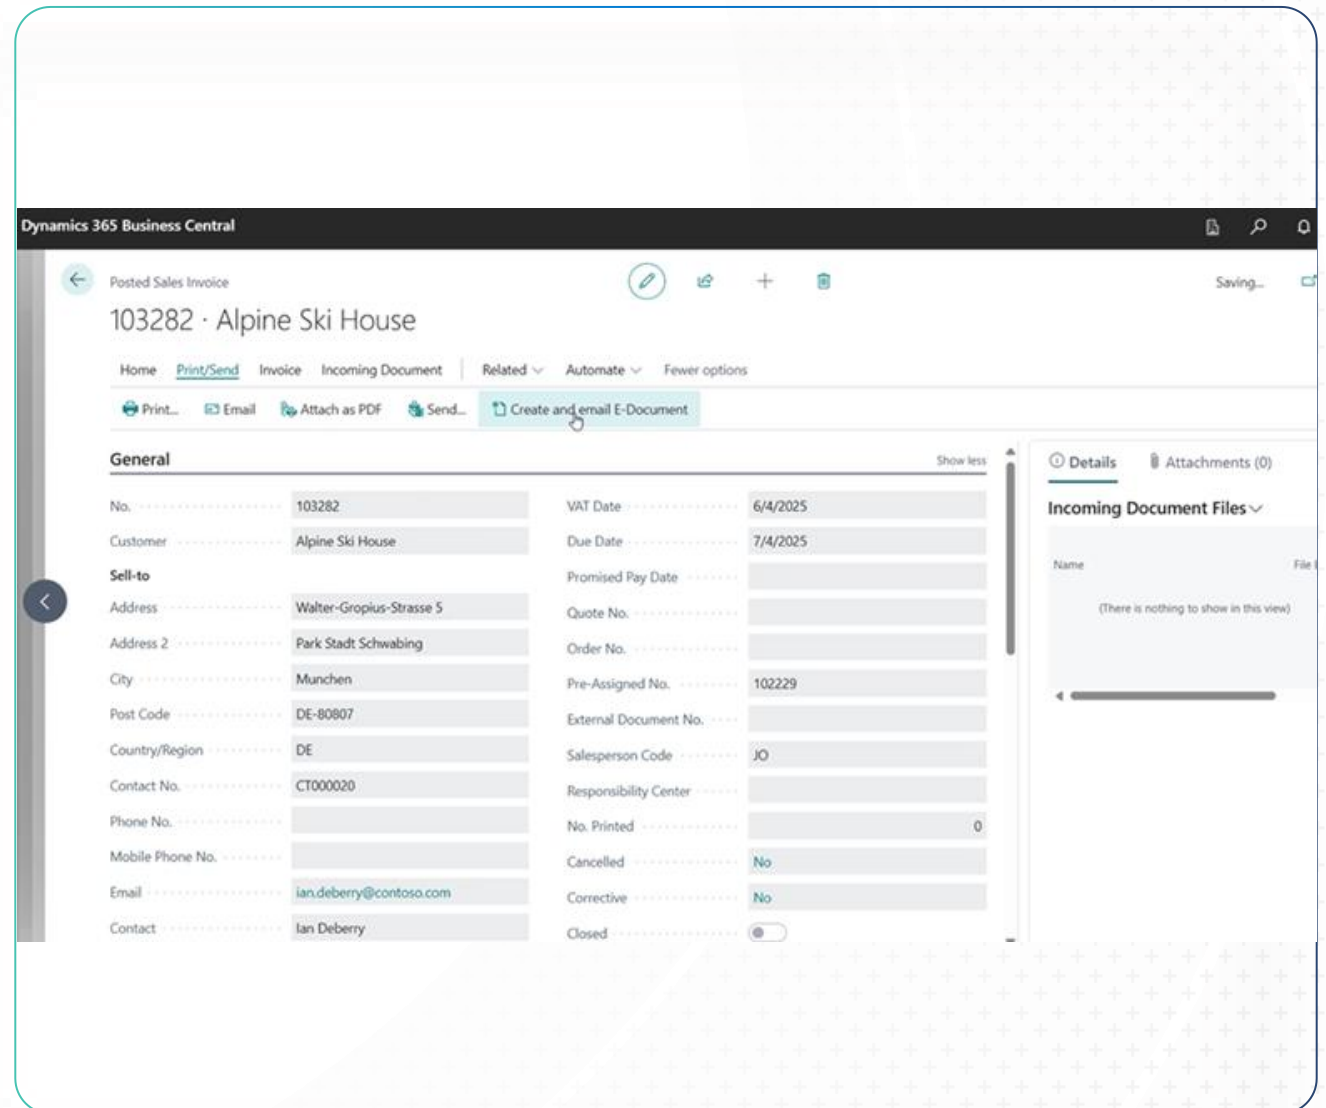 Dynamics 365 Business Central
Posted Sales Invoice
Saving...
103282 · Alpine Ski House
Home Print/Send Invoice Incoming Document Related Automate Fewer options
Print... Email Attach as PDF Send... Create and email E-Document
General Show less
No. 103282
Customer Alpine Ski House
Sell-to
Address Walter-Gropius-Strasse 5
Address 2 Park Stadt Schwabing
City Munchen
Post Code DE-80807
Country/Region DE
Contact No. CT000020
Phone No.
Mobile Phone No.
Email ian.deberry@contoso.com
Contact Ian Deberry
VAT Date 6/4/2025
Due Date 7/4/2025
Promised Pay Date
Quote No.
Order No.
Pre-Assigned No. 102229
External Document No.
Salesperson Code JO
Responsibility Center
No. Printed 0
Cancelled No
Corrective No
Closed
Details Attachments (0)
Incoming Document Files
Name File
(There is nothing to show in this view)